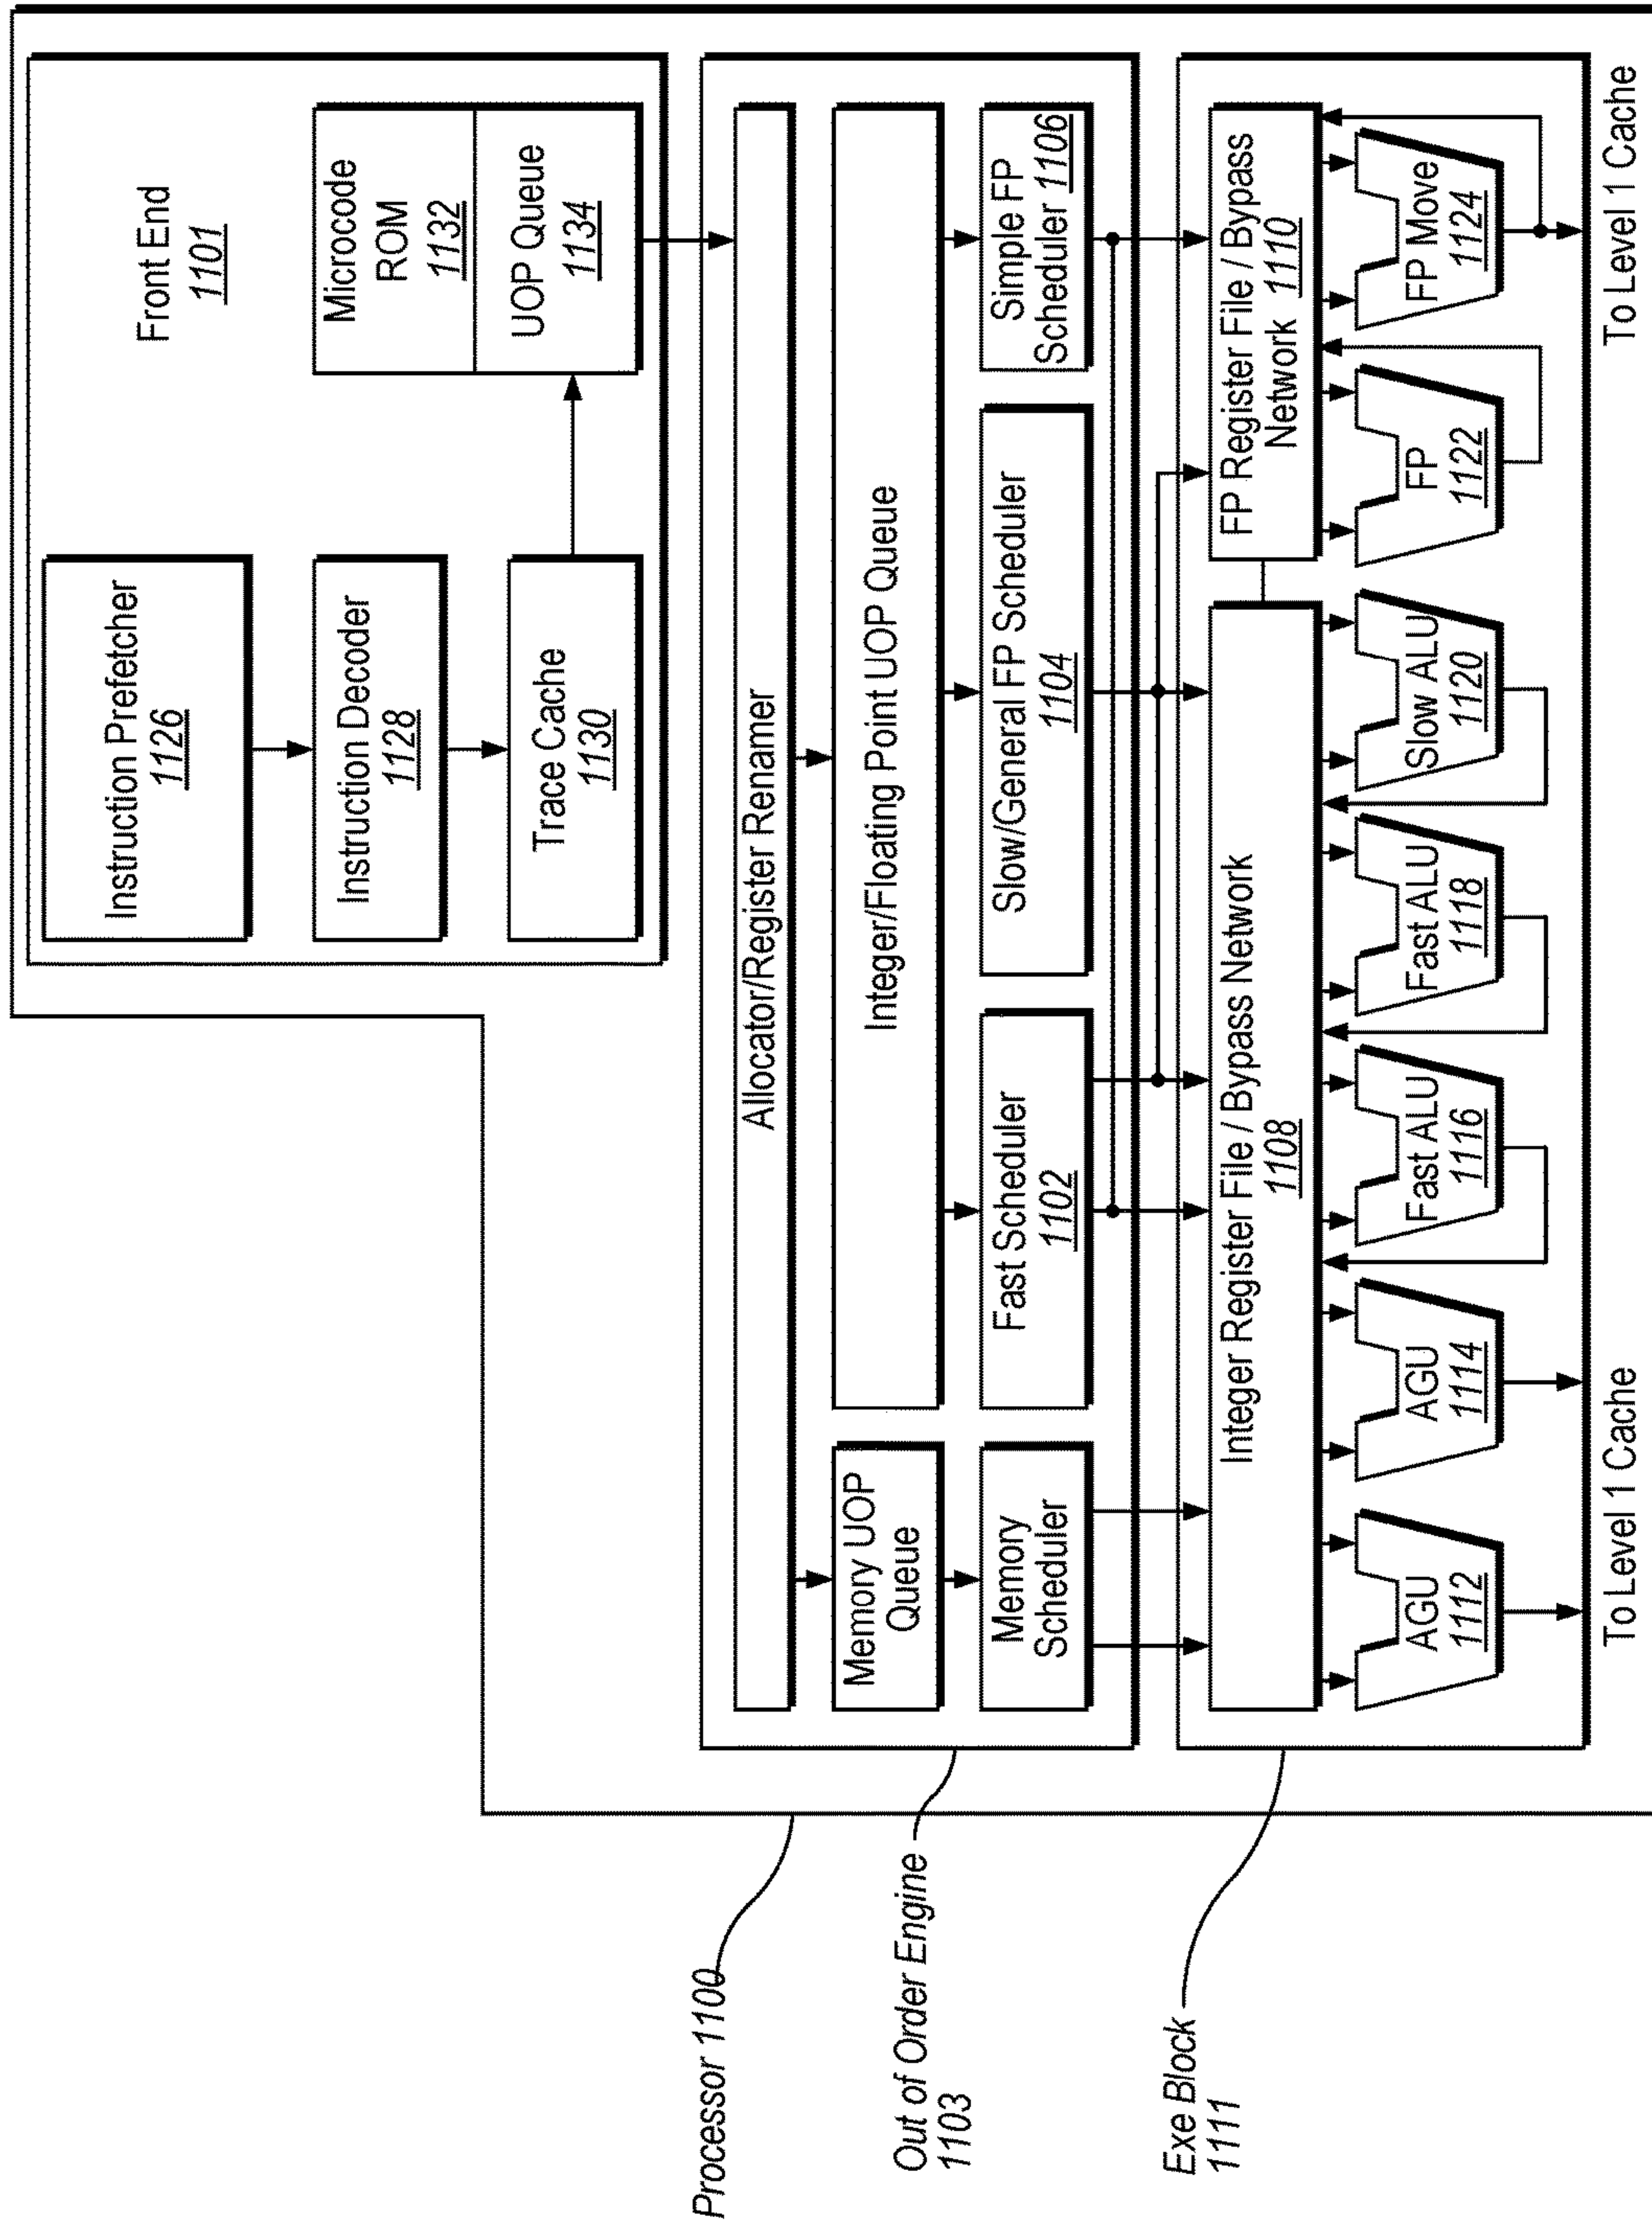 Instruction Prefetcher
1126
Front End
1101
Instruction Decoder
1128
Microcode
ROM
1132
Trace Cache
1130
UOP Queue
1134
Processor 1100
Allocator/Register Renamer
Out of Order Engine
1103
Memory UOP
Queue
Integer/Floating Point UOP Queue
Memory
Scheduler
Fast Scheduler
1102
Slow/General FP Scheduler
1104
Simple FP
Scheduler 1106
Exe Block
1111
Integer Register File / Bypass Network
1108
FP Register File / Bypass
Network 1110
AGU
1112
AGU
1114
Fast ALU
1116
Fast ALU
1118
Slow ALU
1120
FP
1122
FP Move
1124
To Level 1 Cache
To Level 1 Cache